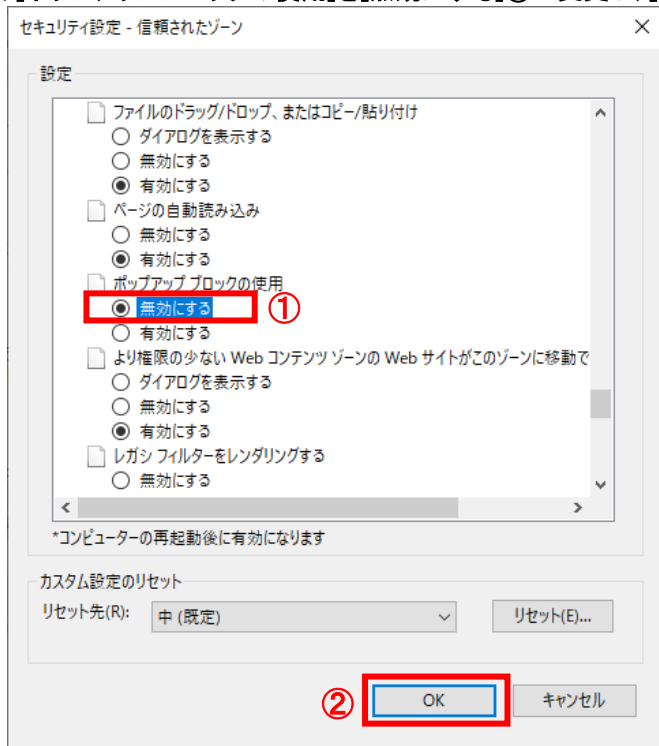 セキュリティ設定 - 信頼されたゾーン
設定
ファイルのドラッグ/ドロップ、またはコピー/貼り付け
ダイアログを表示する
無効にする
有効にする
ページの自動読み込み
無効にする
有効にする
ポップアップ ブロックの使用
無効にする ①
有効にする
より権限の少ない Web コンテンツ ゾーンの Web サイトがこのゾーンに移動で
ダイアログを表示する
無効にする
有効にする
レガシ フィルターをレンダリングする
無効にする
*コンピューターの再起動後に有効になります
カスタム設定のリセット
リセット先(R): 中 (既定) リセット(E)...
② OK キャンセル